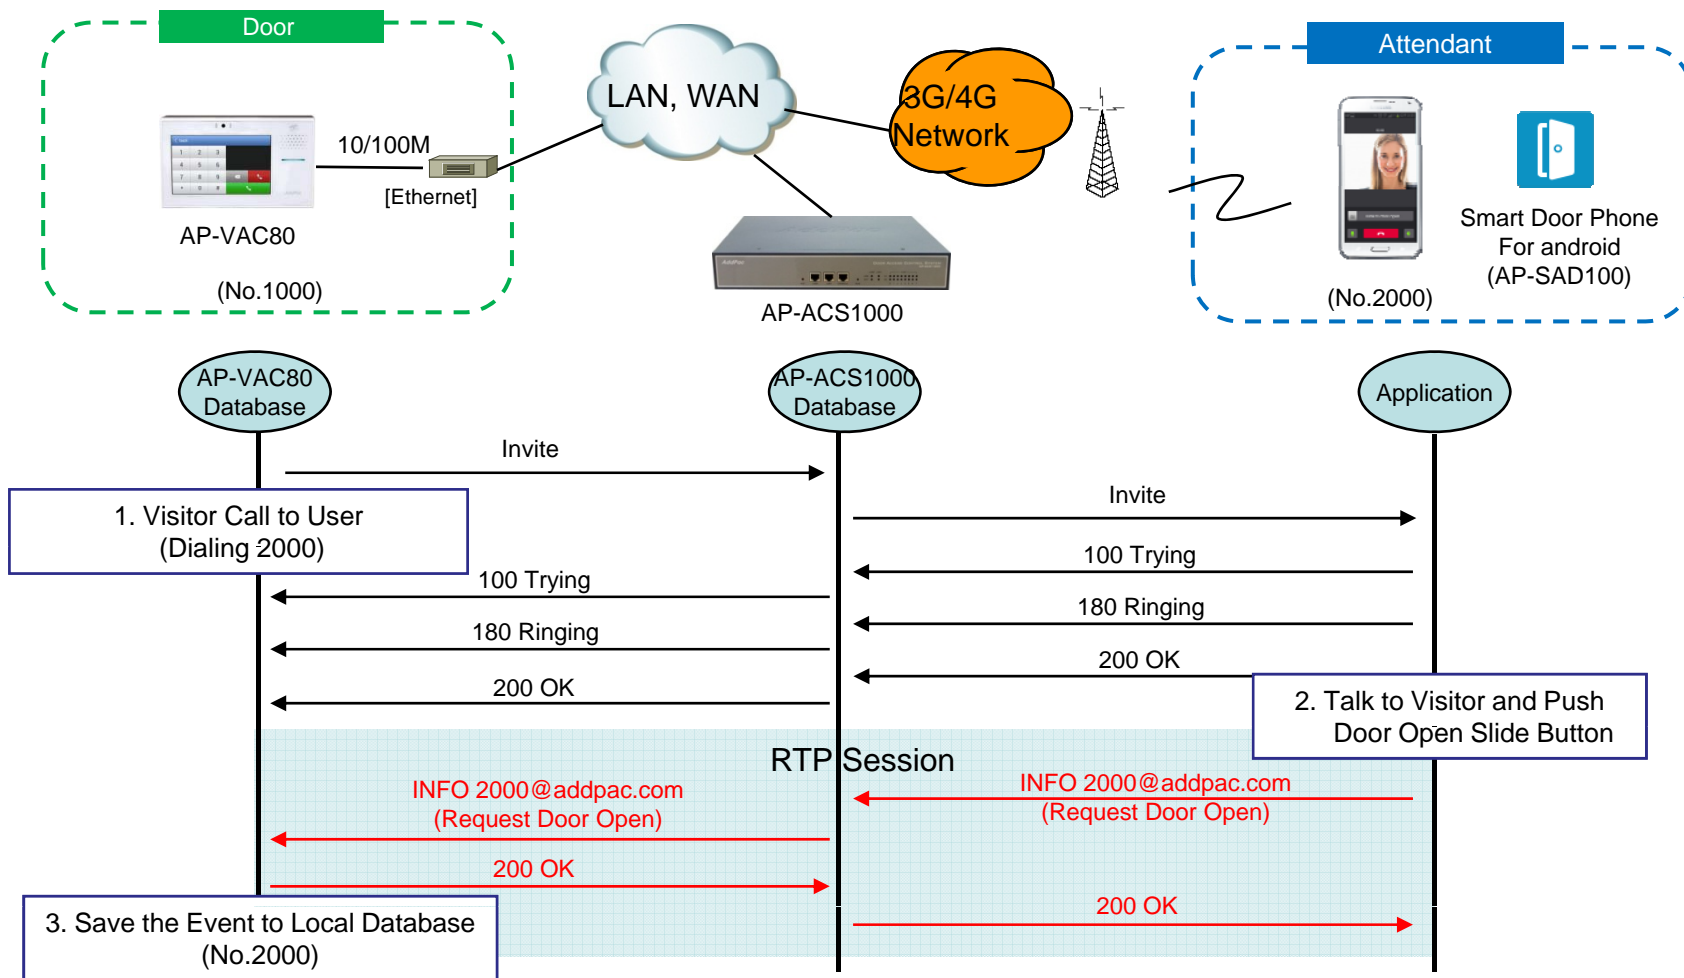 Door
Attendant
LAN, WAN
3G/4G
Network
10/100M
[Ethernet]
AP-VAC80
(No.1000)
AddPac
AP-ACS1000
(No.2000)
Smart Door Phone
For android
(AP-SAD100)
AP-VAC80
Database
AP-ACS1000
Database
Application
Invite
Invite
1. Visitor Call to User
(Dialing 2000)
100 Trying
100 Trying
180 Ringing
180 Ringing
200 OK
200 OK
2. Talk to Visitor and Push
Door Open Slide Button
RTP Session
INFO 2000@addpac.com
(Request Door Open)
INFO 2000@addpac.com
(Request Door Open)
200 OK
200 OK
3. Save the Event to Local Database
(No.2000)